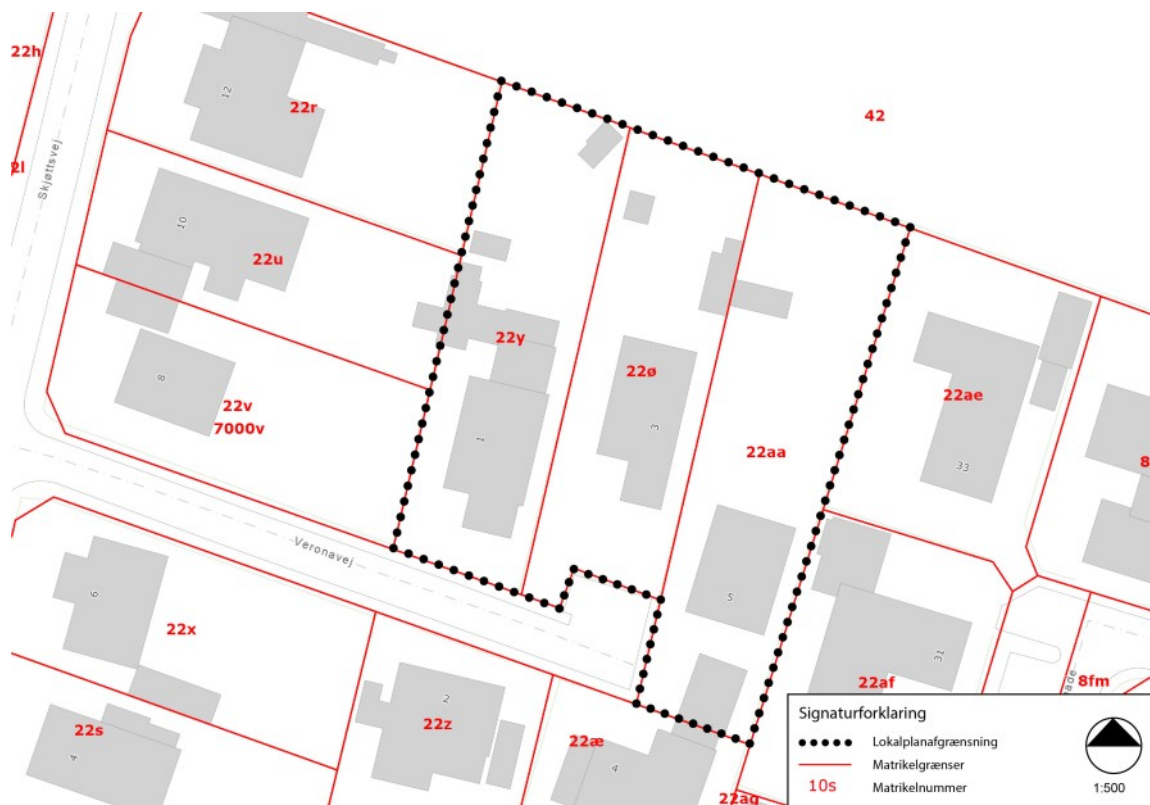 22h
22r
12
42
2l
Skjøttsvej
10
22u
22y
22ø
22ae
8
22v
7000v
1
3
22aa
8
33
Veronavej
6
5
22x
31
22af
8fm
ade
2
22z
22s
4
22æ
4
22ag
Signaturforklaring
Lokalplanafgrænsning
Matrikelgrænser
10s Matrikelnummer
1:500